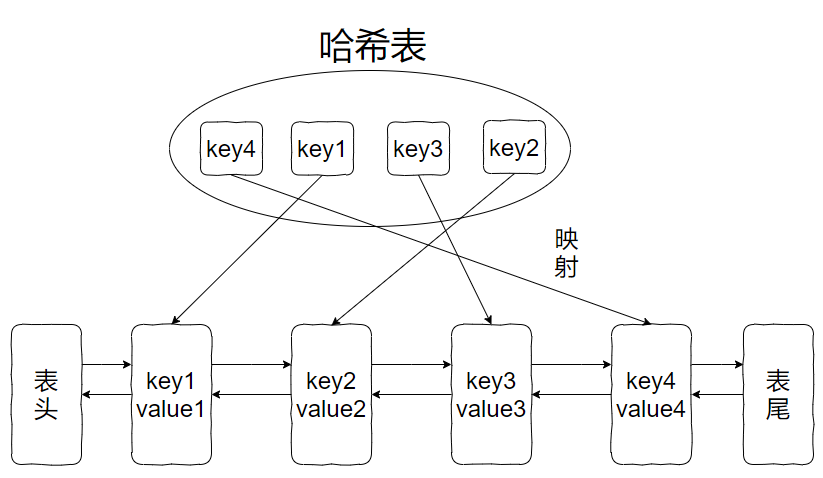 哈希表
key4
key1
key3
key2
映
射
表
头
key1
value1
key2
value2
key3
value3
key4
value4
表
尾